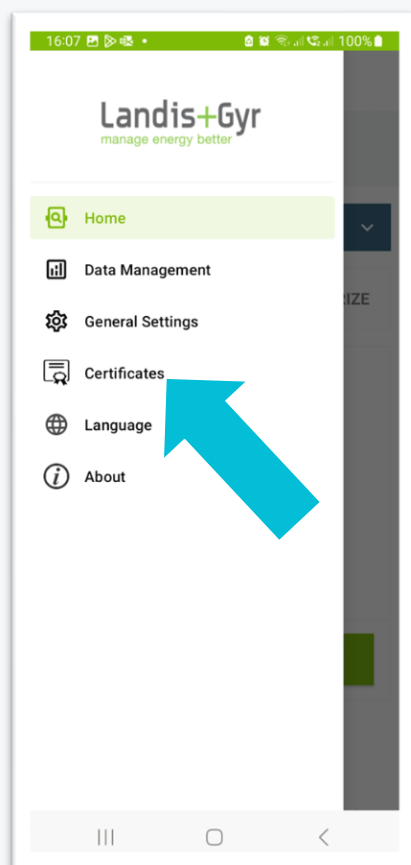 16:07 100%
Landis+Gyr
manage energy better
Home
Data Management
RIZE
General Settings
Certificates
Language
About